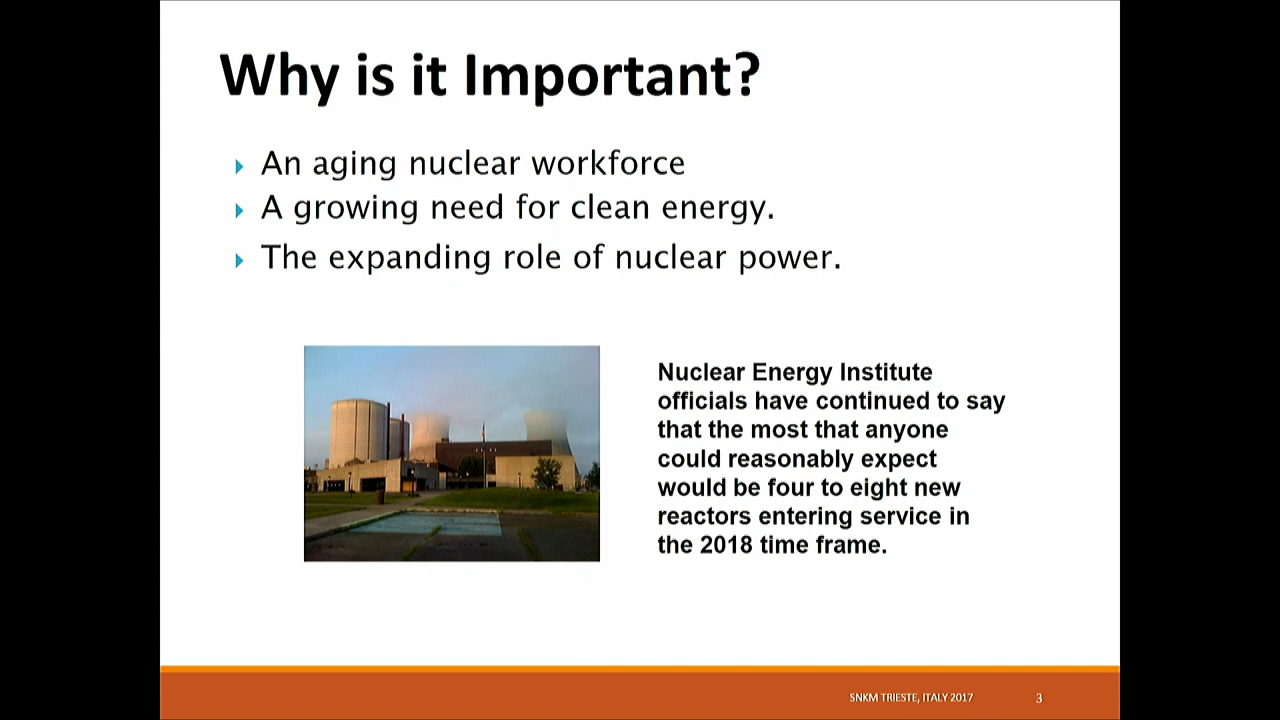 Why is it Important?
An aging nuclear workforce
A growing need for clean energy.
The expanding role of nuclear power.
Nuclear Energy Institute
officials have continued to say
that the most that anyone
could reasonably expect
would be four to eight new
reactors entering service in
the 2018 time frame.
SNKM TRIESTE, ITALY 2017
3